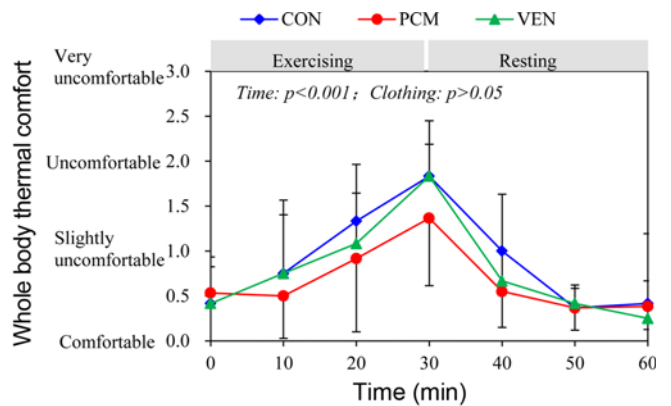 CON PCM VEN
Very
uncomfortable
Exercising Resting
3.0
Time: p<0.001; Clothing: p>0.05
2.5
Uncomfortable 2.0
1.5
Slightly
uncomfortable
1.0
0.5
Comfortable 0.0
0 10 20 30 40 50 60
Time (min)
Whole body thermal comfort